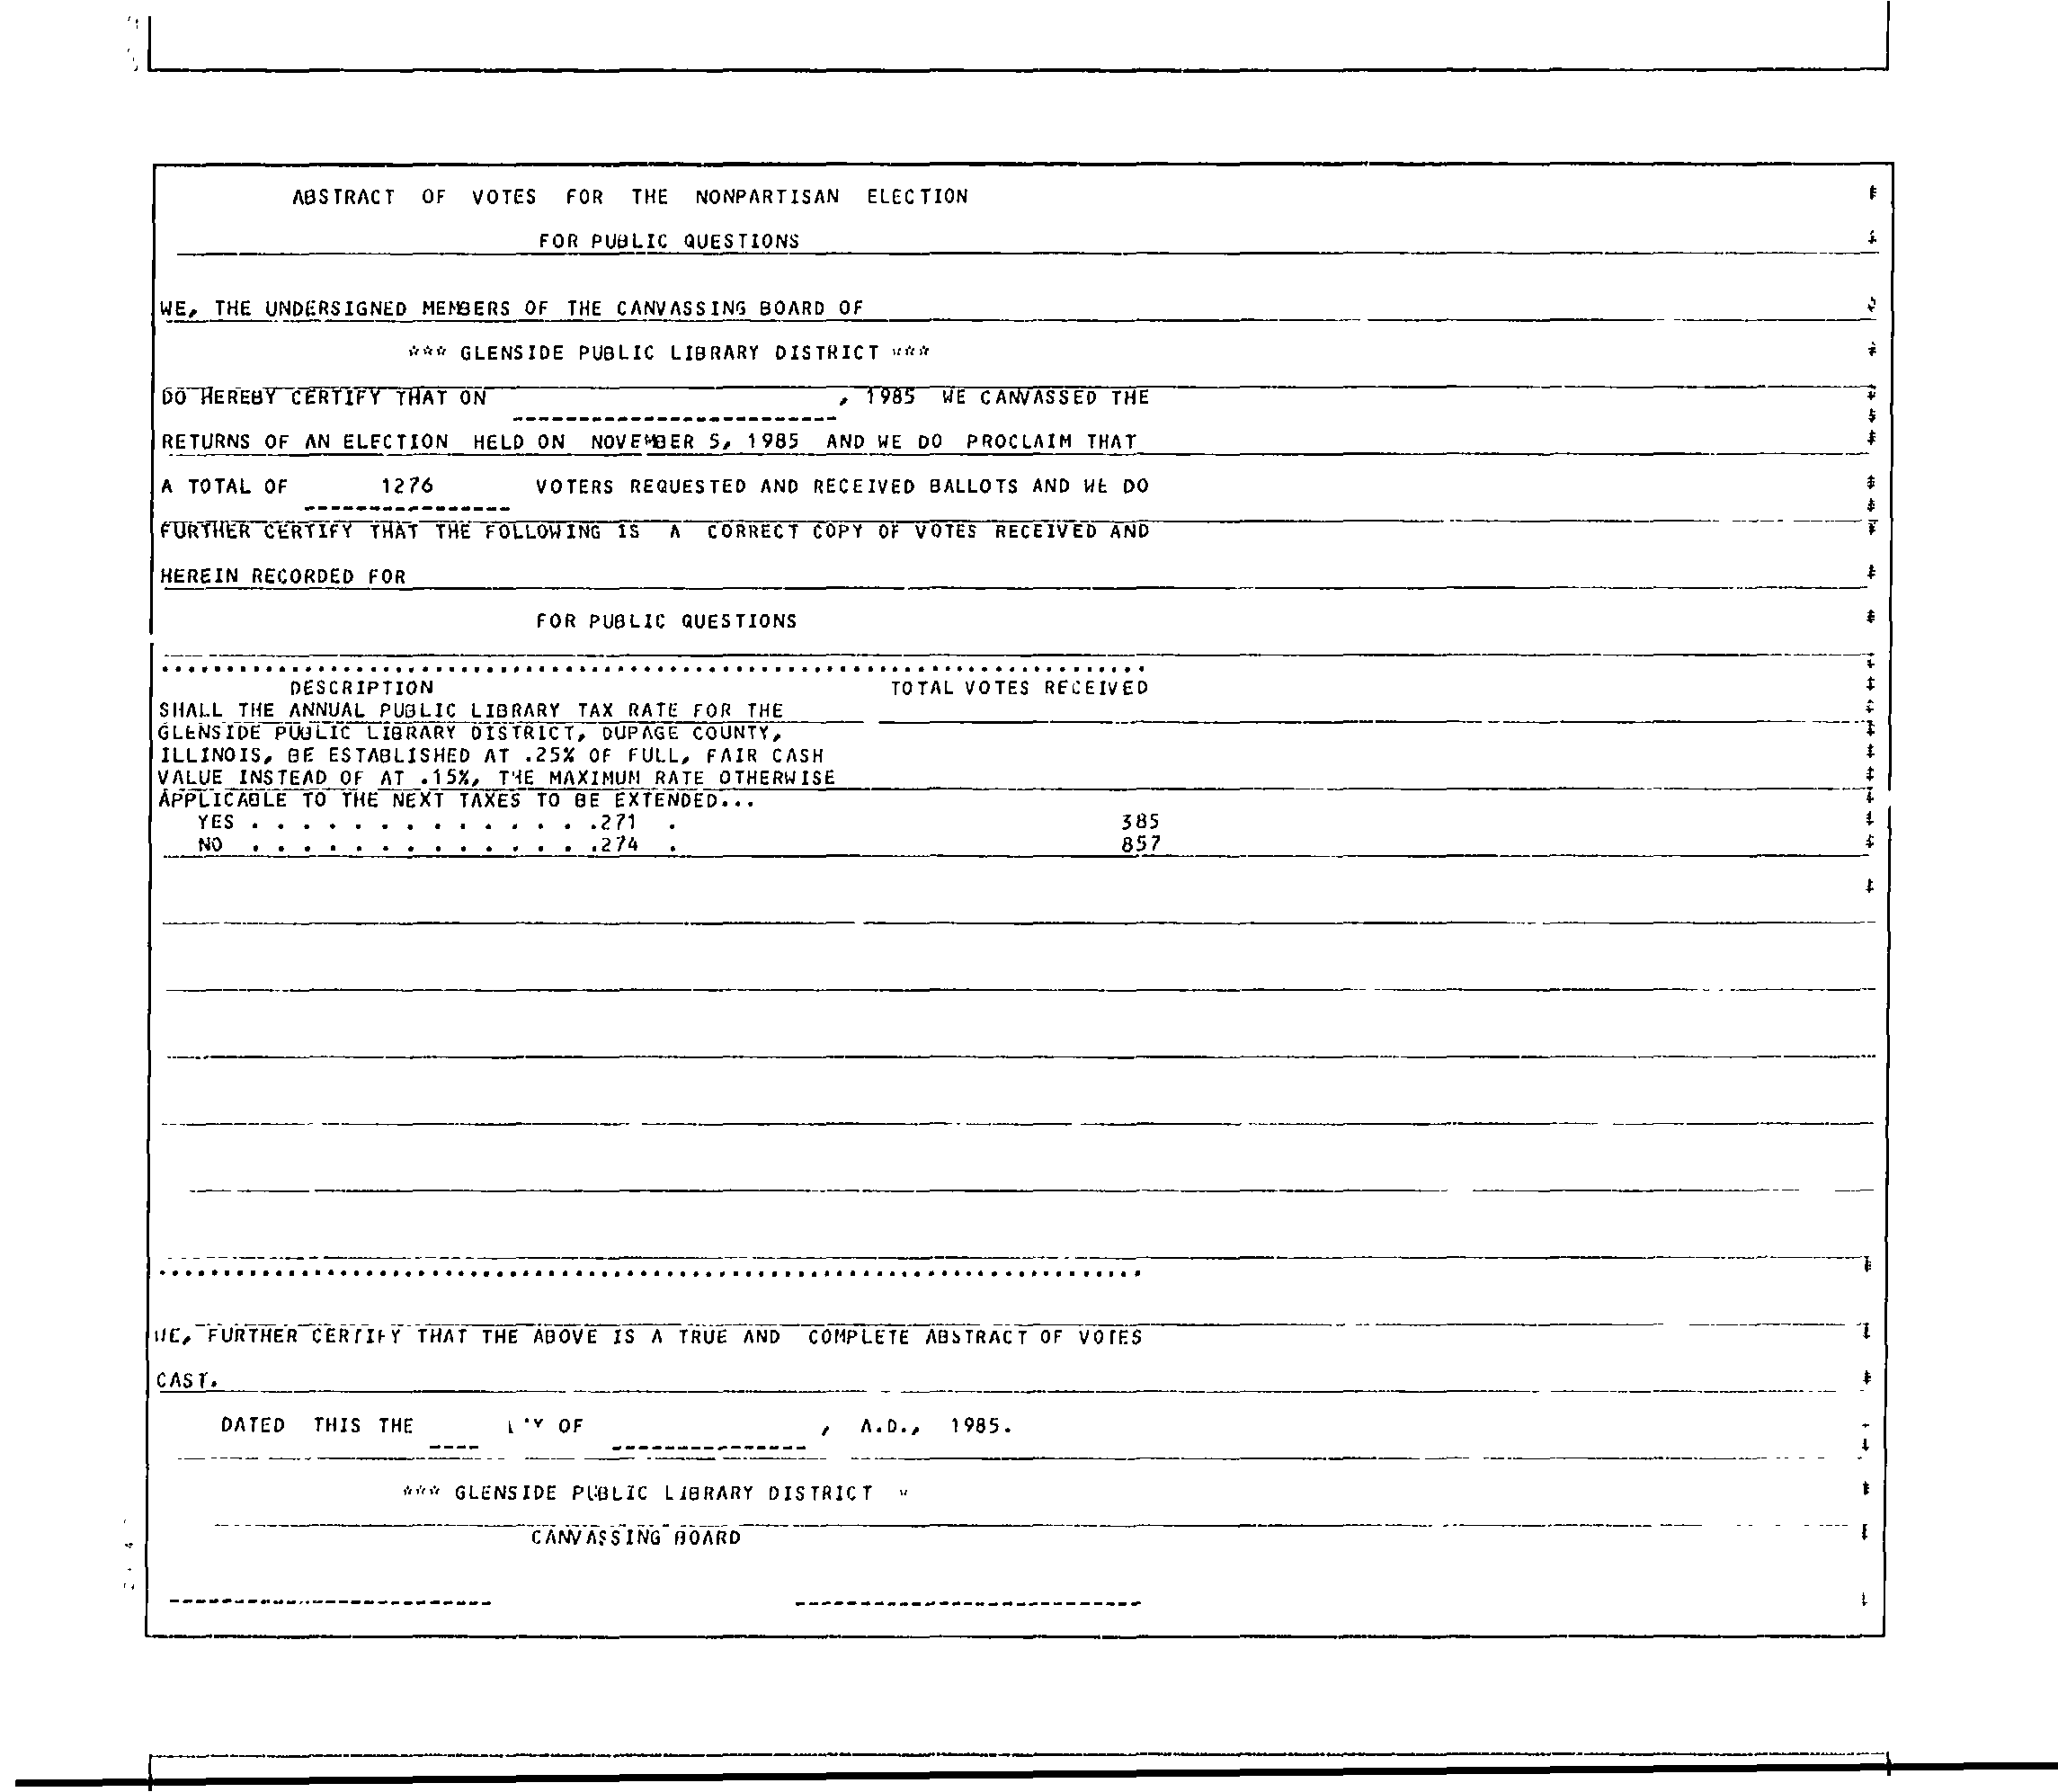 ABSTRACT OF VOTES FOR THE NONPARTISAN ELECTION
FOR PUBLIC QUESTIONS
WE, THE UNDERSIGNED MEMBERS OF THE CANVASSING BOARD OF
*** GLENSIDE PUBLIC LIBRARY DISTRICT ***
DO HEREBY CERTIFY THAT ON , 1985 WE CANVASSED THE
RETURNS OF AN ELECTION HELD ON NOVEMBER 5, 1985 AND WE DO PROCLAIM THAT
A TOTAL OF 1276 VOTERS REQUESTED AND RECEIVED BALLOTS AND WE DO
FURTHER CERTIFY THAT THE FOLLOWING IS A CORRECT COPY OF VOTES RECEIVED AND
HEREIN RECORDED FOR
FOR PUBLIC QUESTIONS
DESCRIPTION TOTAL VOTES RECEIVED
SHALL THE ANNUAL PUBLIC LIBRARY TAX RATE FOR THE
GLENSIDE PUBLIC LIBRARY DISTRICT, DUPAGE COUNTY,
ILLINOIS, BE ESTABLISHED AT .25% OF FULL, FAIR CASH
VALUE INSTEAD OF AT .15%, THE MAXIMUM RATE OTHERWISE
APPLICABLE TO THE NEXT TAXES TO BE EXTENDED...
YES . . . . . . . . . . . . . .271 . 385
NO . . . . . . . . . . . . . .274 . 857
WE, FURTHER CERTIFY THAT THE ABOVE IS A TRUE AND COMPLETE ABSTRACT OF VOTES
CAST.
DATED THIS THE OF , A.D., 1985.
*** GLENSIDE PUBLIC LIBRARY DISTRICT *
CANVASSING BOARD